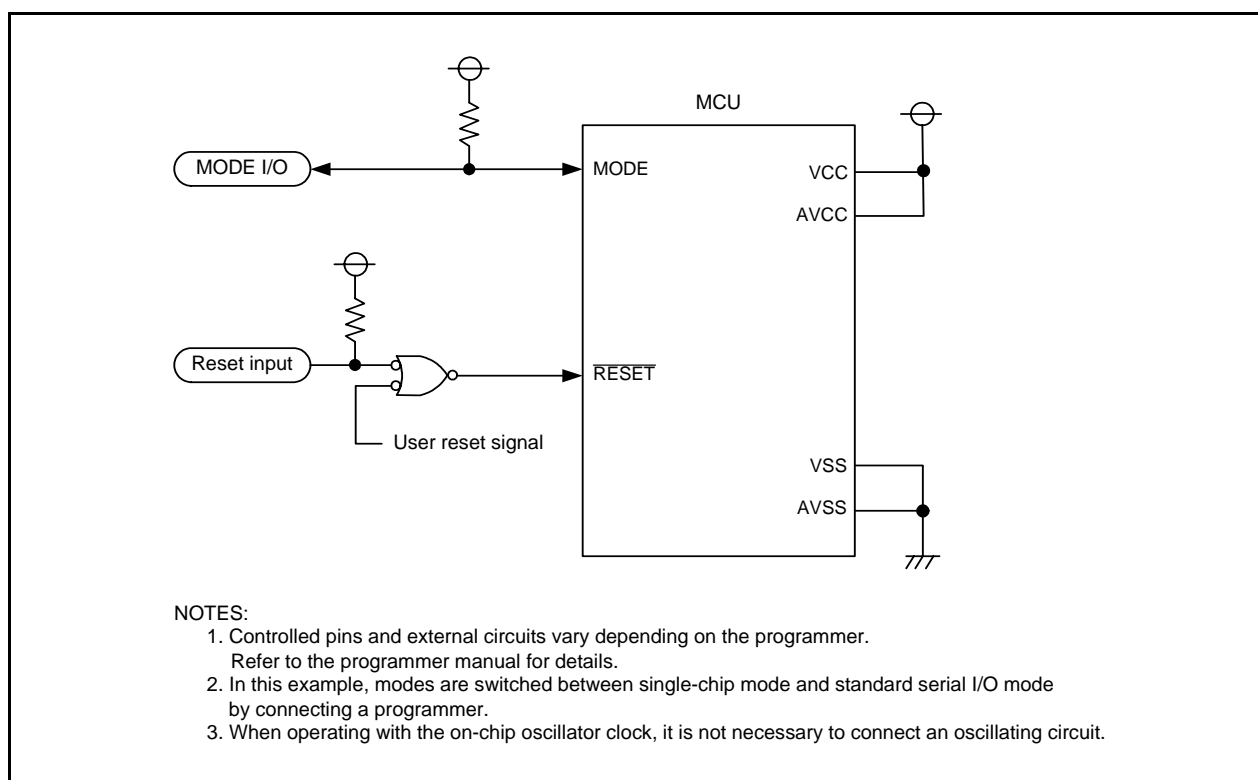 MCU
MODE I/O
MODE
VCC
AVCC
Reset input
RESET
User reset signal
VSS
AVSS
NOTES:
1. Controlled pins and external circuits vary depending on the programmer.
Refer to the programmer manual for details.
2. In this example, modes are switched between single-chip mode and standard serial I/O mode
by connecting a programmer.
3. When operating with the on-chip oscillator clock, it is not necessary to connect an oscillating circuit.